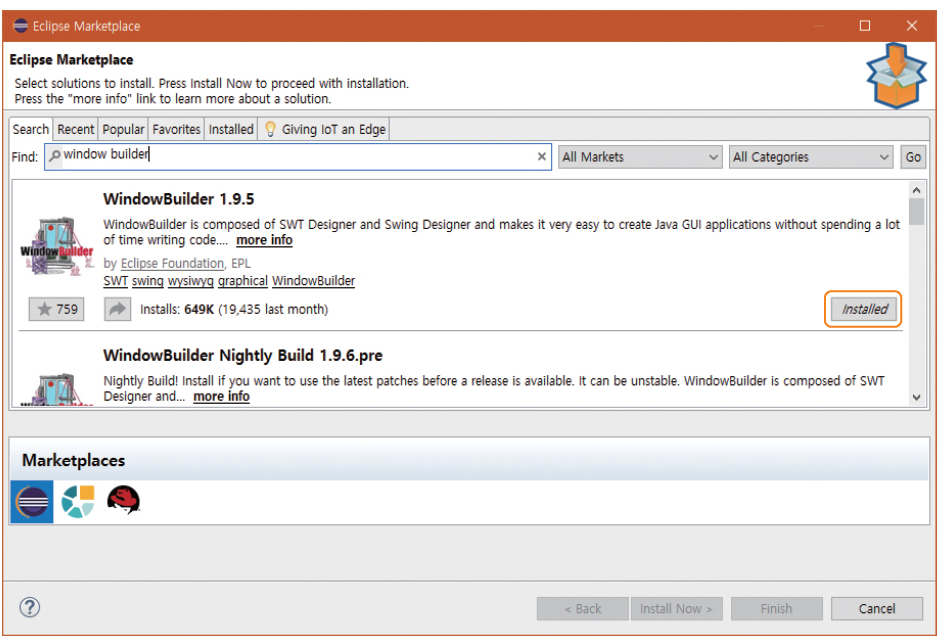 Eclipse Marketplace
Eclipse Marketplace
Select solutions to install. Press Install Now to proceed with installation.
Press the "more info" link to learn more about a solution.
Search Recent Popular Favorites Installed Giving IoT an Edge
Find: window builder All Markets All Categories Go
WindowBuilder 1.9.5
WindowBuilder is composed of SWT Designer and Swing Designer and makes it very easy to create Java GUI applications without spending a lot
of time writing code.... more info
WindowBuilder
by Eclipse Foundation, EPL
SWT swing wysiwyg graphical WindowBuilder
759 Installs: 649K (19,435 last month) Installed
WindowBuilder Nightly Build 1.9.6.pre
Nightly Build! Install if you want to use the latest patches before a release is available. It can be unstable. WindowBuilder is composed of SWT
Designer and... more info
Marketplaces
? < Back Install Now > Finish Cancel